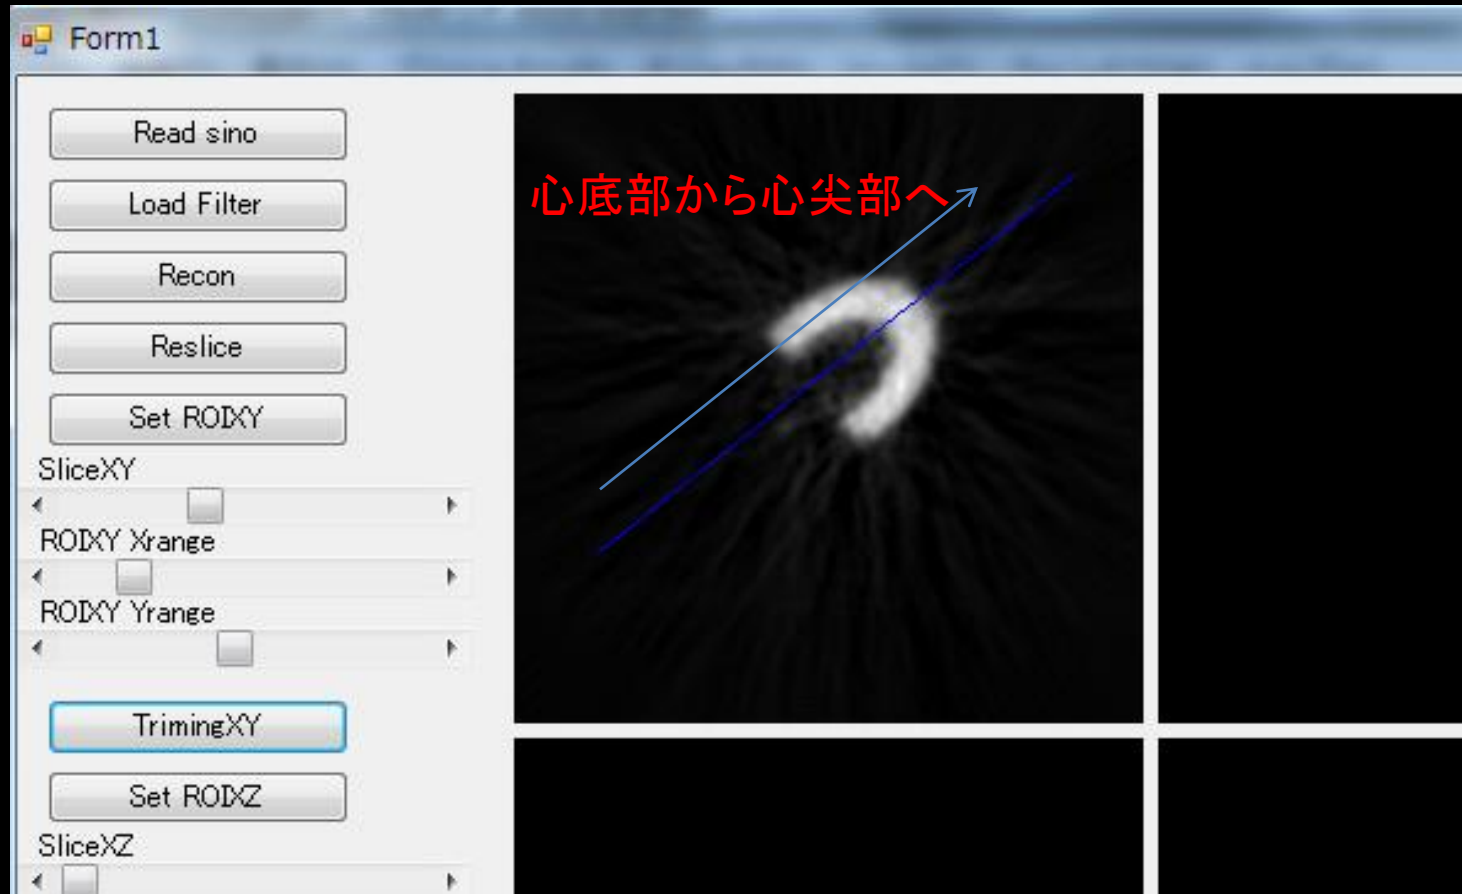 Form1
Read sino
Load Filter
Recon
Reslice
Set ROIXY
SliceXY
ROIXY Xrange
ROIXY Yrange
TrimingXY
Set ROIXZ
SliceXZ
心底部から心尖部へ